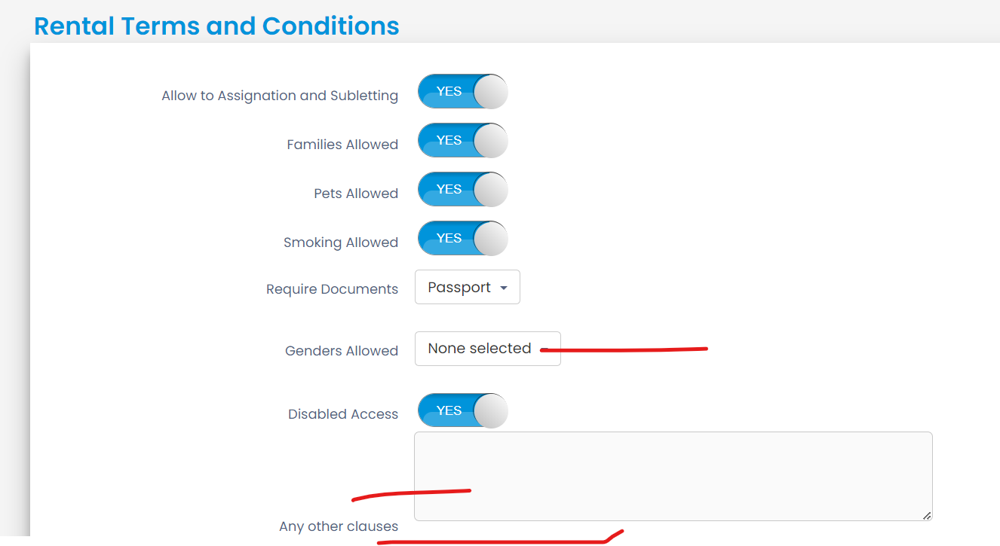 Rental Terms and Conditions
Allow to Assignation and Subletting YES
Families Allowed YES
Pets Allowed YES
Smoking Allowed YES
Require Documents Passport
Genders Allowed None selected
Disabled Access YES
Any other clauses